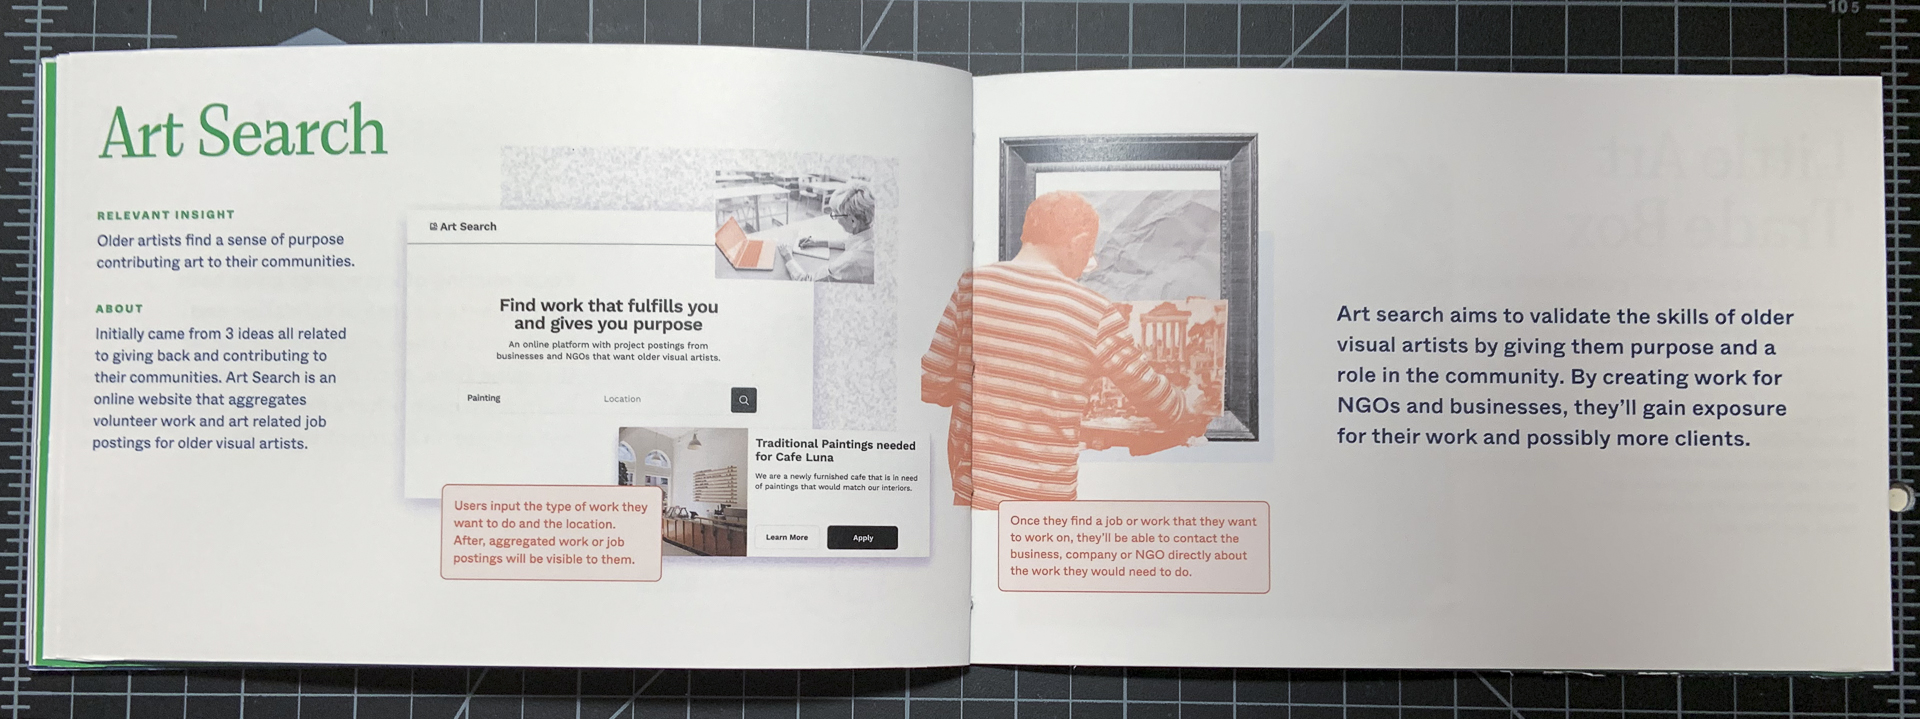 Art Search
RELEVANT INSIGHT
Older artists find a sense of purpose
contributing art to their communities.
ABOUT
Initially came from 3 ideas all related
to giving back and contributing to
their communities. Art Search is an
online website that aggregates
volunteer work and art related job
postings for older visual artists.
Art Search
Find work that fulfills you
and gives you purpose
An online platform with project postings from
businesses and NGOs that want older visual artists.
Painting
Location
Traditional Paintings needed
for Cafe Luna
We are a newly furnished cafe that is in need
of paintings that would match our interiors.
Learn More
Apply
Users input the type of work they
want to do and the location.
After, aggregated work or job
postings will be visible to them.
Once they find a job or work that they want
to work on, they'll be able to contact the
business, company or NGO directly about
the work they would need to do.
Art search aims to validate the skills of older
visual artists by giving them purpose and a
role in the community. By creating work for
NGOs and businesses, they'll gain exposure
for their work and possibly more clients.
Little Art
Trade Box
10 5